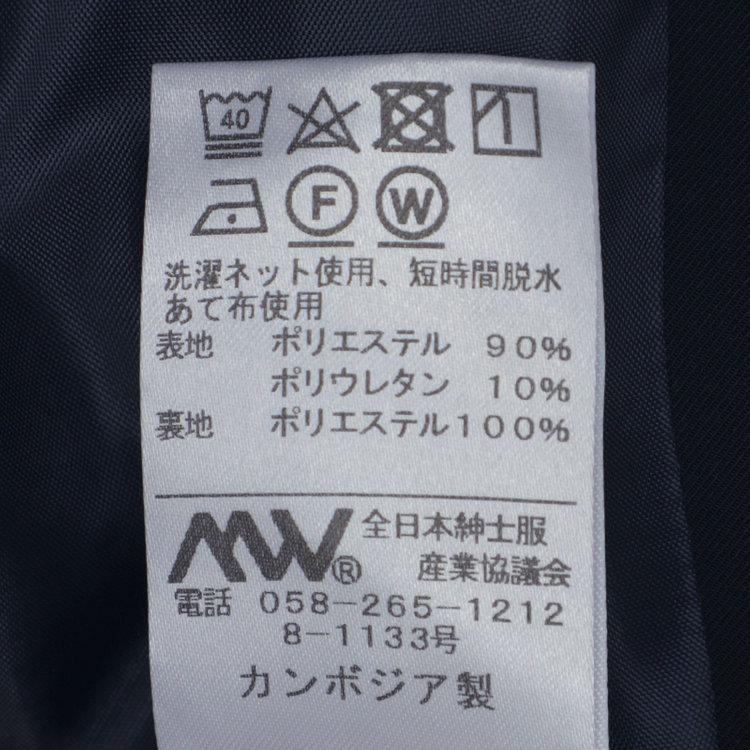 40
F W
洗濯ネット使用、短時間脱水
あて布使用
表地 ポリエステル 90%
ポリウレタン 10%
裏地 ポリエステル100%
MW® 全日本紳士服
産業協議会
電話 058-265-1212
8-1133号
カンボジア製